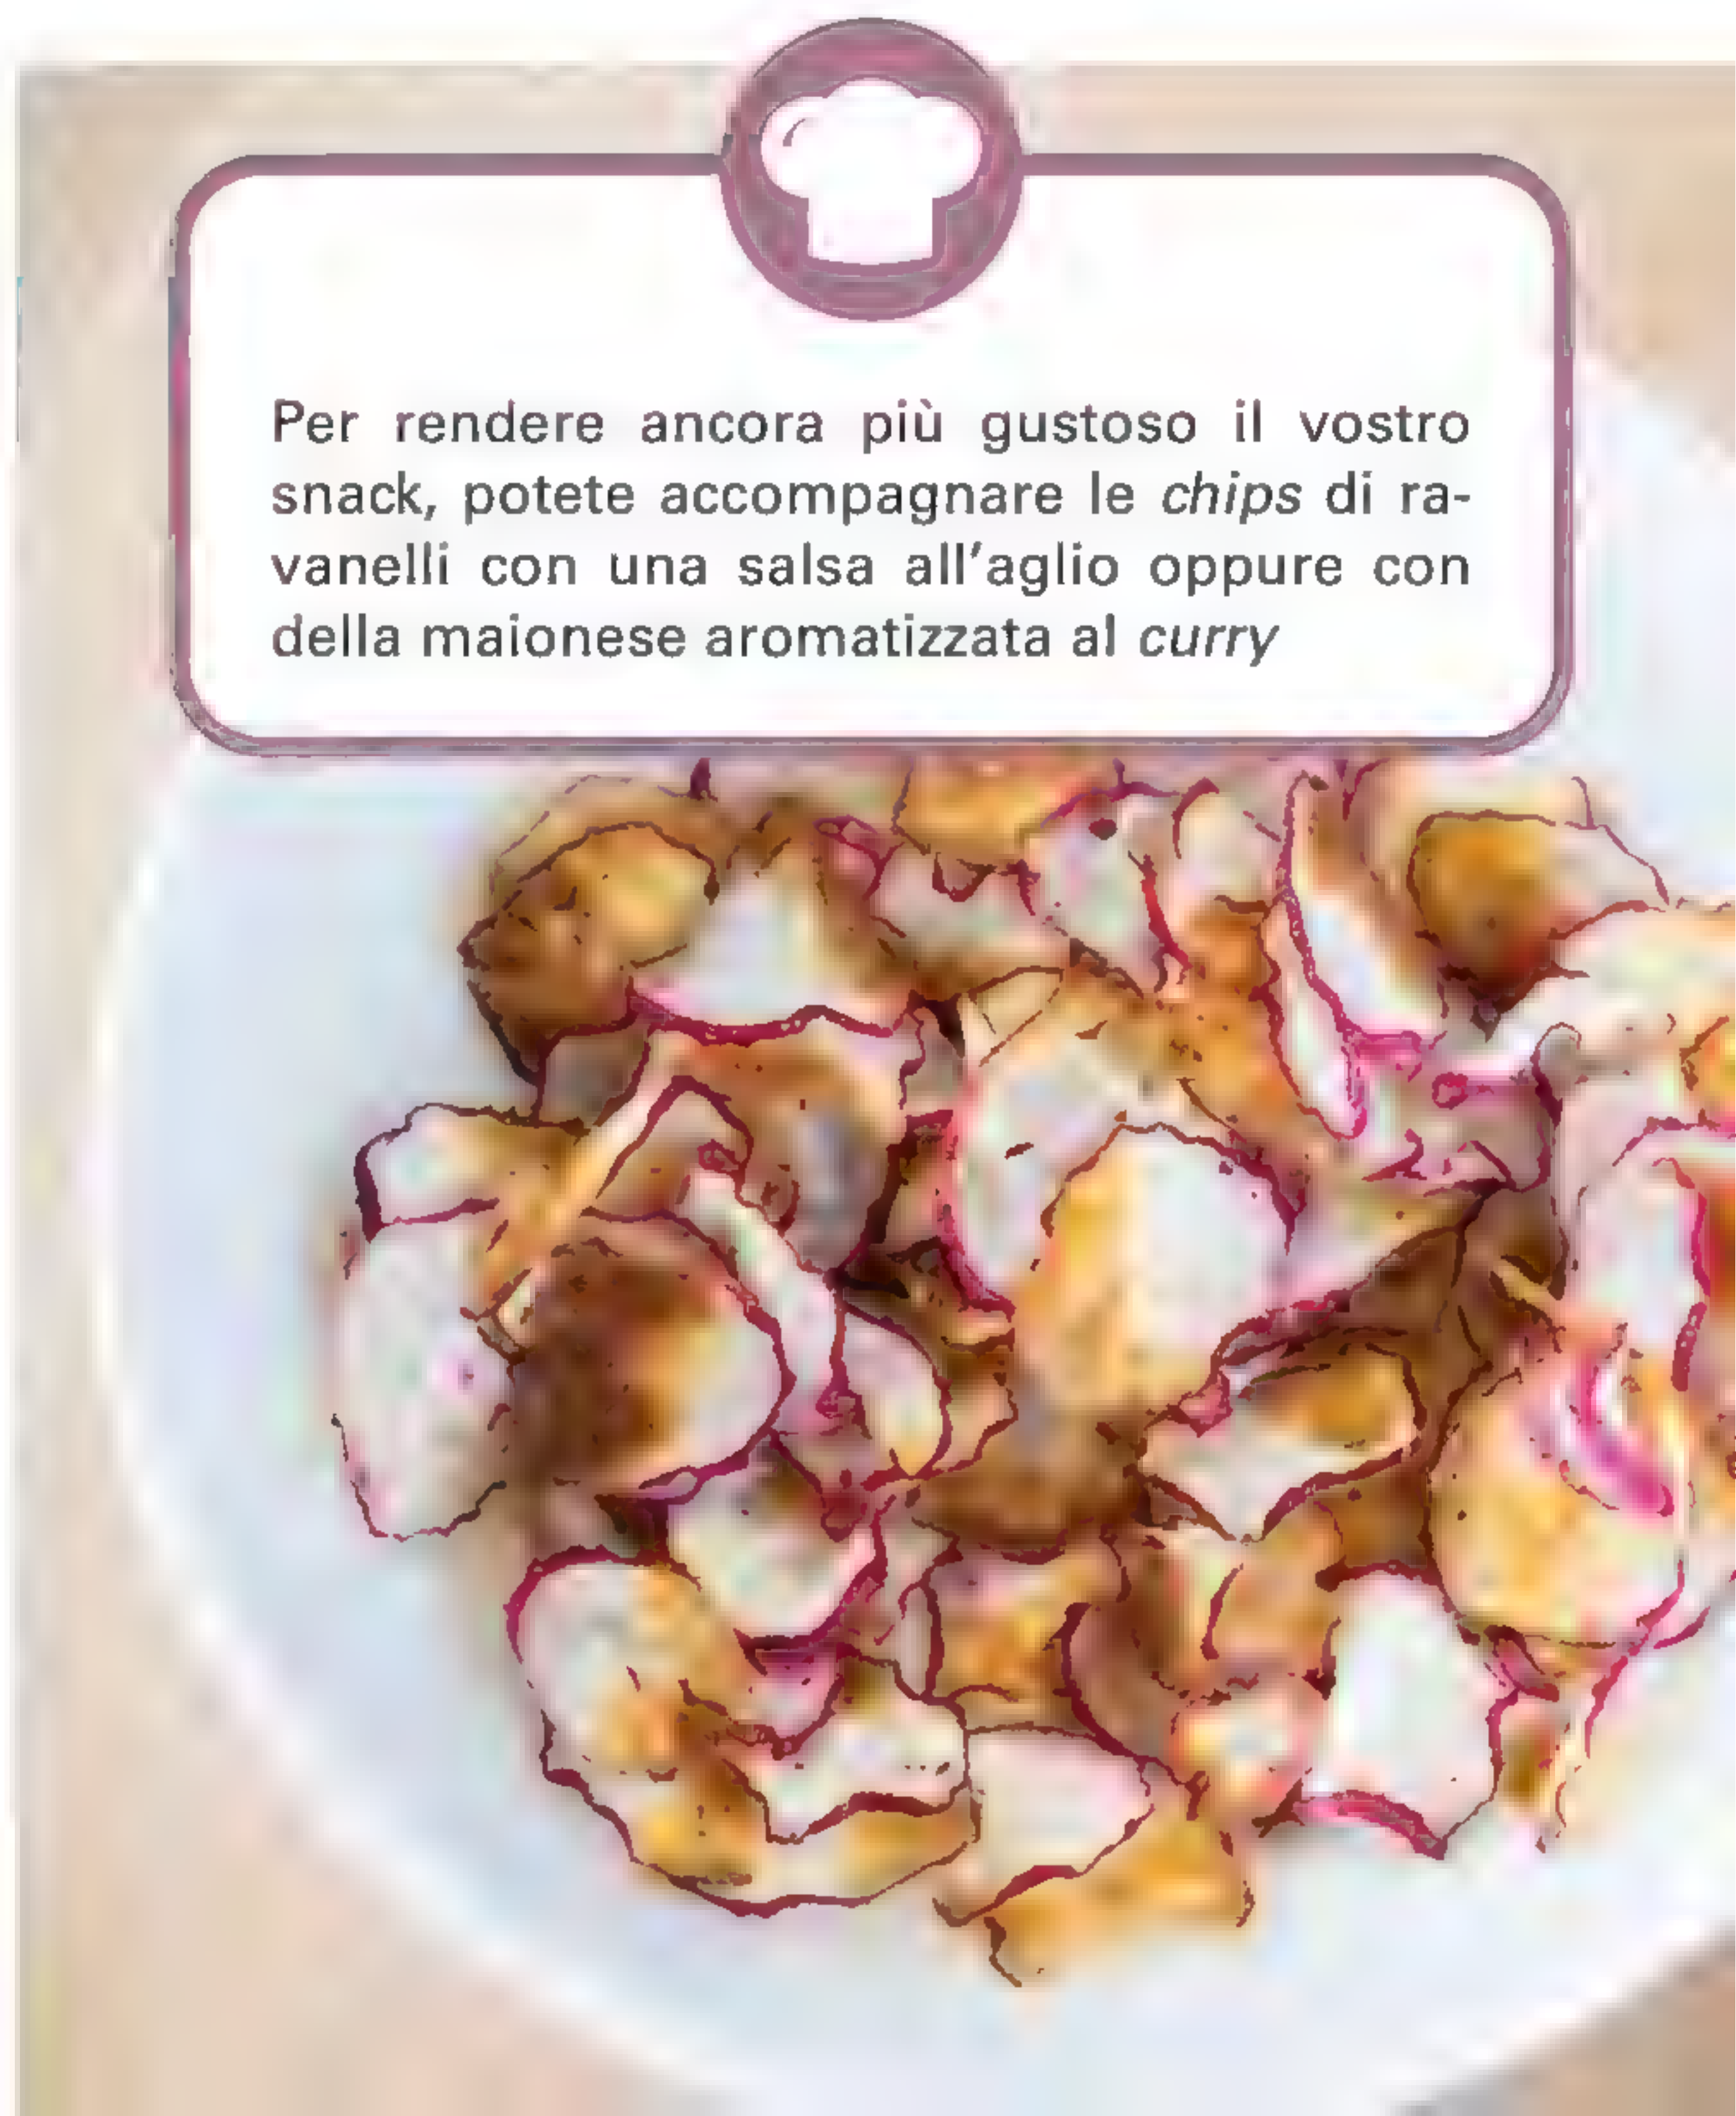 Per rendere ancora più gustoso il vostro
snack, potete accompagnare le chips di ra-
vanelli con una salsa all'aglio oppure con
della maionese aromatizzata al curry